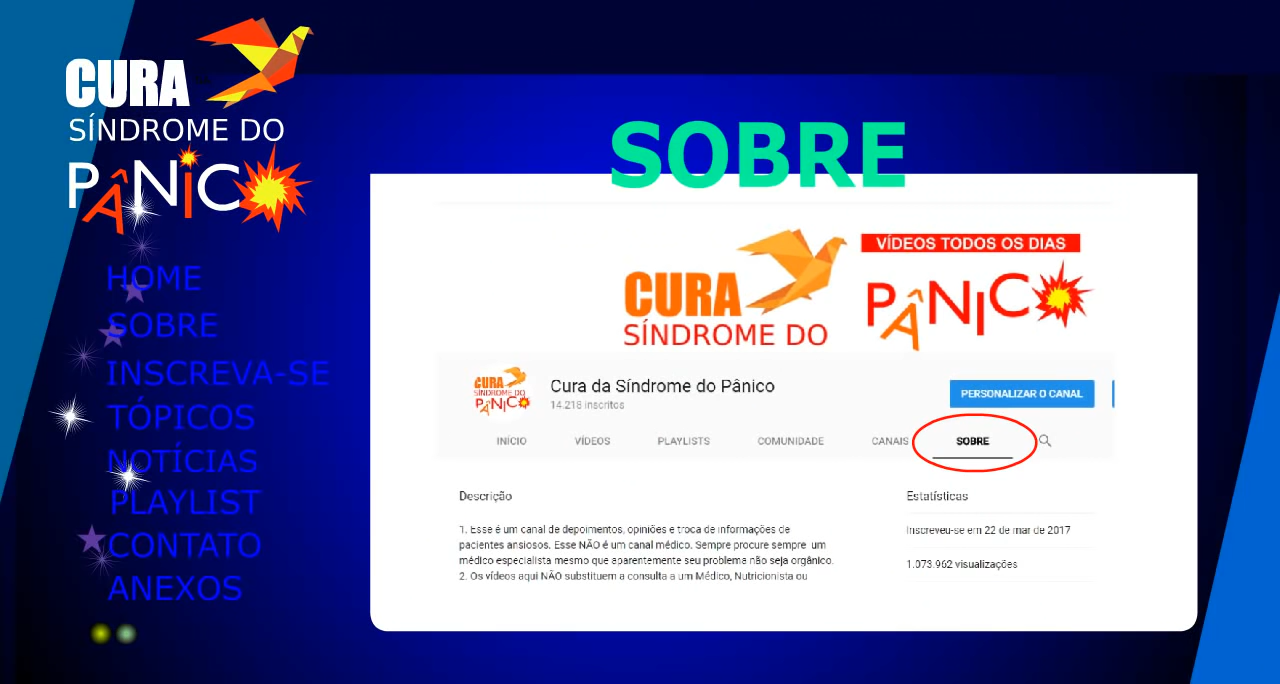 CURA
SÍNDROME DO
PÂNICO
HOME
SOBRE
INSCREVA-SE
TÓPICOS
NOTÍCIAS
PLAYLIST
CONTATO
ANEXOS
SOBRE
CURA
SÍNDROME DO
VÍDEOS TODOS OS DIAS
PÂNICO
CURA
SÍNDROME DO
PÂNICO
Cura da Síndrome do Pânico
14.218 inscritos
PERSONALIZAR O CANAL
INÍCIO VÍDEOS PLAYLISTS COMUNIDADE CANAIS SOBRE
Descrição
1. Esse é um canal de depoimentos, opiniões e troca de informações de
pacientes ansiosos. Esse NÃO é um canal médico. Sempre procure sempre um
médico especialista mesmo que aparentemente seu problema não seja orgânico.
2. Os vídeos aqui NÃO substituem a consulta a um Médico, Nutricionista ou
Estatísticas
Inscreveu-se em 22 de mar de 2017
1.073.962 visualizações